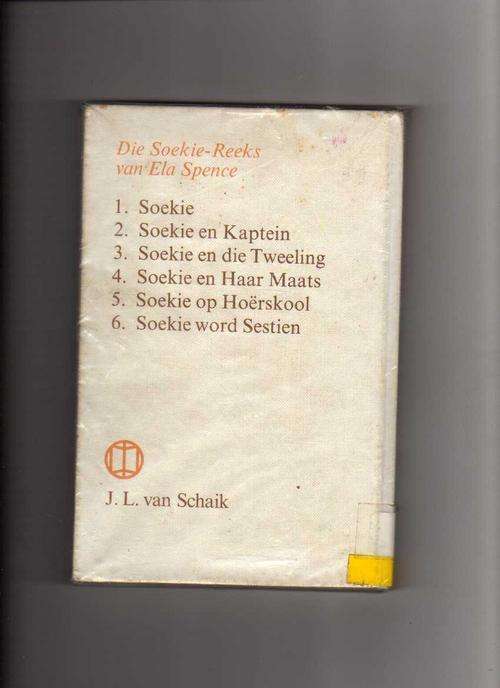 Die Soekie-Reeks
van Ela Spence
1. Soekie
2. Soekie en Kaptein
3. Soekie en die Tweeling
4. Soekie en Haar Maats
5. Soekie op Hoërskool
6. Soekie word Sestien
J. L. van Schaik